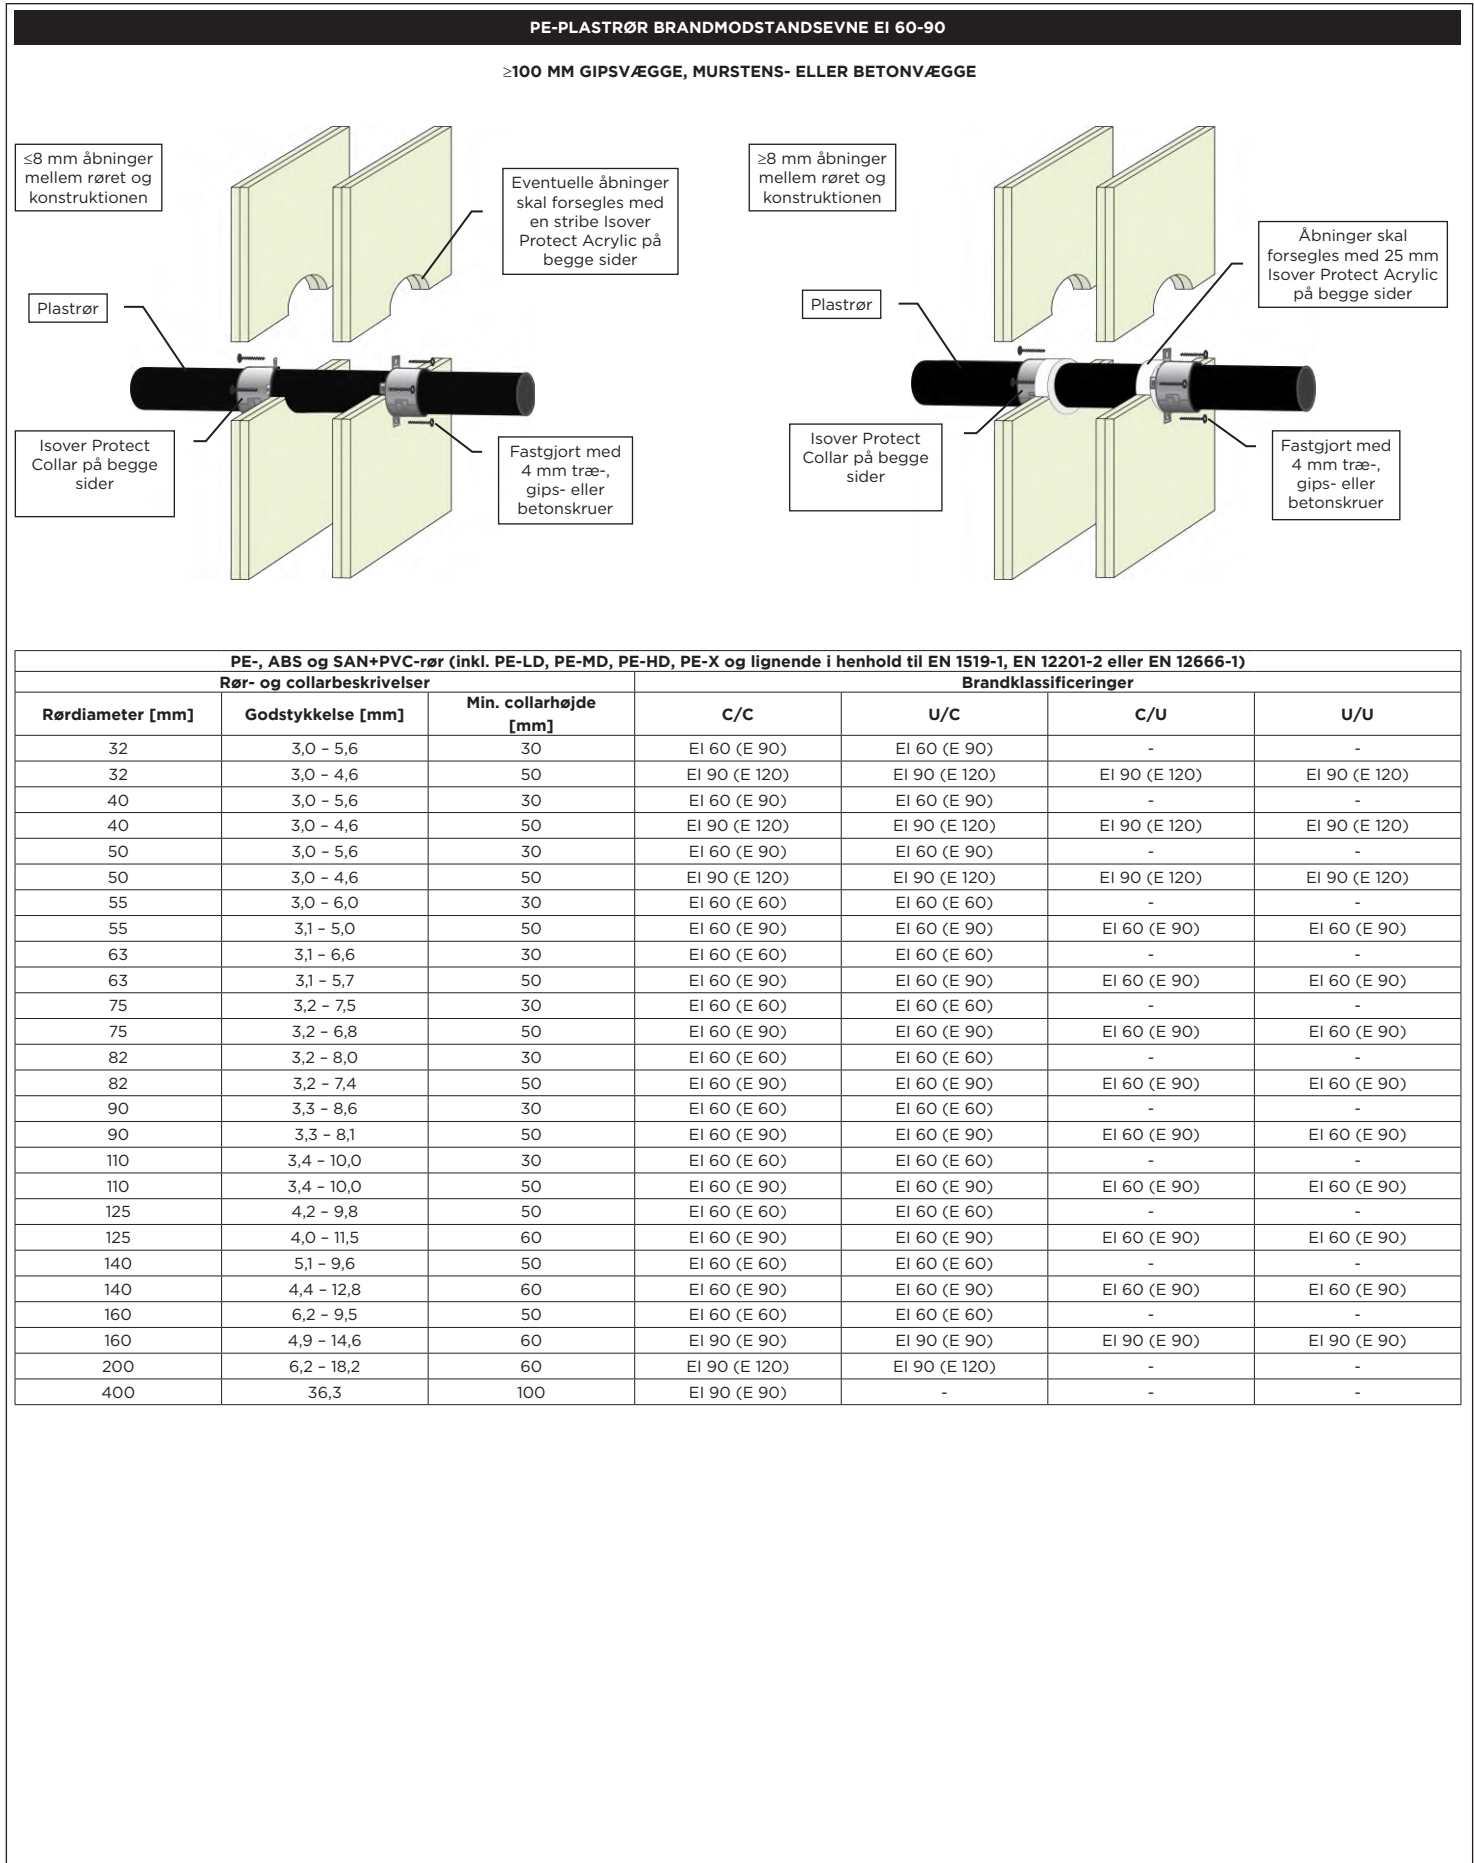 PE-PLASTRØR BRANDMODSTANDSEVNE EI 60-90
≥100 MM GIPSVÆGGE, MURSTENS- ELLER BETONVÆGGE
≤8 mm åbninger
mellem røret og
konstruktionen
Eventuelle åbninger
skal forsegles med
en stribe Isover
Protect Acrylic på
begge sider
Plastrør
Isover Protect
Collar på begge
sider
Fastgjort med
4 mm træ-,
gips- eller
betonskruer
≥8 mm åbninger
mellem røret og
konstruktionen
Åbninger skal
forsegles med 25 mm
Isover Protect Acrylic
på begge sider
Plastrør
Isover Protect
Collar på begge
sider
Fastgjort med
4 mm træ-,
gips- eller
betonskruer
PE-, ABS og SAN+PVC-rør (inkl. PE-LD, PE-MD, PE-HD, PE-X og lignende i henhold til EN 1519-1, EN 12201-2 eller EN 12666-1)
Rør- og collarbeskrivelser Brandklassificeringer
Rørdiameter [mm] Godstykkelse [mm] Min. collarhøjde [mm] C/C U/C C/U U/U
32 3,0 – 5,6 30 EI 60 (E 90) EI 60 (E 90) - -
32 3,0 – 4,6 50 EI 90 (E 120) EI 90 (E 120) EI 90 (E 120) EI 90 (E 120)
40 3,0 – 5,6 30 EI 60 (E 90) EI 60 (E 90) - -
40 3,0 – 4,6 50 EI 90 (E 120) EI 90 (E 120) EI 90 (E 120) EI 90 (E 120)
50 3,0 – 5,6 30 EI 60 (E 90) EI 60 (E 90) - -
50 3,0 – 4,6 50 EI 90 (E 120) EI 90 (E 120) EI 90 (E 120) EI 90 (E 120)
55 3,0 – 6,0 30 EI 60 (E 60) EI 60 (E 60) - -
55 3,1 – 5,0 50 EI 60 (E 90) EI 60 (E 90) EI 60 (E 90) EI 60 (E 90)
63 3,1 – 6,6 30 EI 60 (E 60) EI 60 (E 60) - -
63 3,1 – 5,7 50 EI 60 (E 90) EI 60 (E 90) EI 60 (E 90) EI 60 (E 90)
75 3,2 – 7,5 30 EI 60 (E 60) EI 60 (E 60) - -
75 3,2 – 6,8 50 EI 60 (E 90) EI 60 (E 90) EI 60 (E 90) EI 60 (E 90)
82 3,2 – 8,0 30 EI 60 (E 60) EI 60 (E 60) - -
82 3,2 – 7,4 50 EI 60 (E 90) EI 60 (E 90) EI 60 (E 90) EI 60 (E 90)
90 3,3 – 8,6 30 EI 60 (E 60) EI 60 (E 60) - -
90 3,3 – 8,1 50 EI 60 (E 90) EI 60 (E 90) EI 60 (E 90) EI 60 (E 90)
110 3,4 – 10,0 30 EI 60 (E 60) EI 60 (E 60) - -
110 3,4 – 10,0 50 EI 60 (E 90) EI 60 (E 90) EI 60 (E 90) EI 60 (E 90)
125 4,2 – 9,8 50 EI 60 (E 60) EI 60 (E 60) - -
125 4,0 – 11,5 60 EI 60 (E 90) EI 60 (E 90) EI 60 (E 90) EI 60 (E 90)
140 5,1 – 9,6 50 EI 60 (E 60) EI 60 (E 60) - -
140 4,4 – 12,8 60 EI 60 (E 90) EI 60 (E 90) EI 60 (E 90) EI 60 (E 90)
160 6,2 – 9,5 50 EI 60 (E 60) EI 60 (E 60) - -
160 4,9 – 14,6 60 EI 90 (E 90) EI 90 (E 90) EI 90 (E 90) EI 90 (E 90)
200 6,2 – 18,2 60 EI 90 (E 120) EI 90 (E 120) - -
400 36,3 100 EI 90 (E 90) - - -